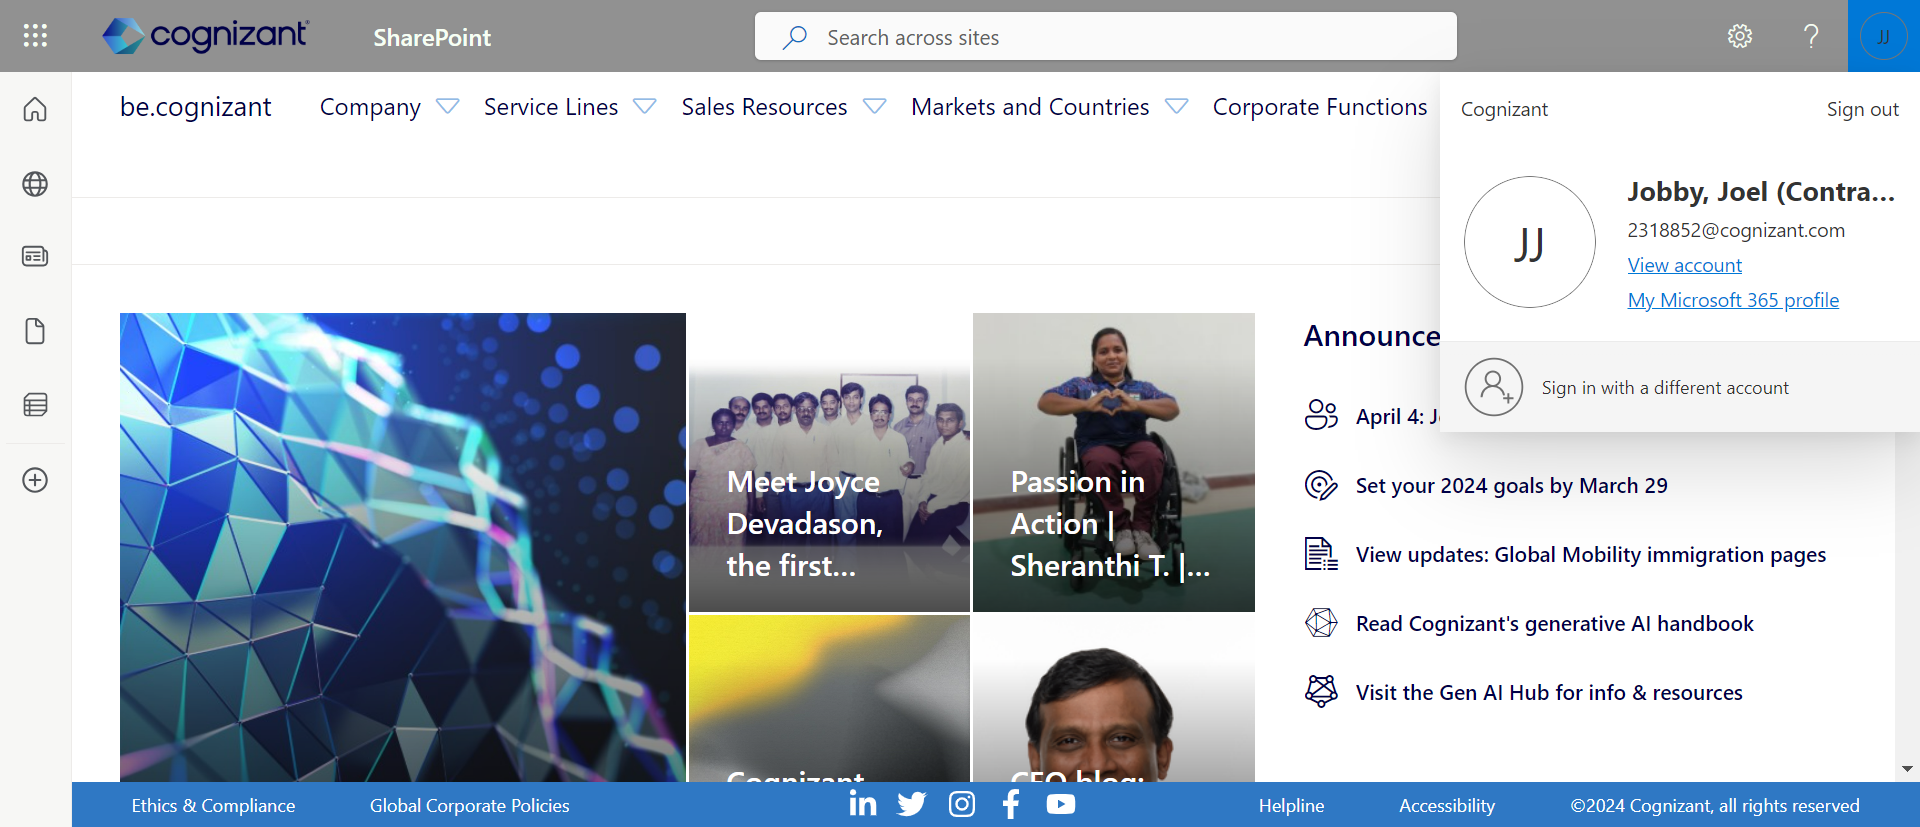 cognizant
SharePoint
Search across sites
JJ
be.cognizant
Company
Service Lines
Sales Resources
Markets and Countries
Corporate Functions
Cognizant
Sign out
JJ
Jobby, Joel (Contra...
2318852@cognizant.com
View account
My Microsoft 365 profile
Sign in with a different account
Meet Joyce
Devadason,
the first...
Passion in
Action |
Sheranthi T. |...
Cognizant
CEO blog:
Announce
April 4: J
Set your 2024 goals by March 29
View updates: Global Mobility immigration pages
Read Cognizant's generative AI handbook
Visit the Gen AI Hub for info & resources
Ethics & Compliance
Global Corporate Policies
Helpline
Accessibility
©2024 Cognizant, all rights reserved